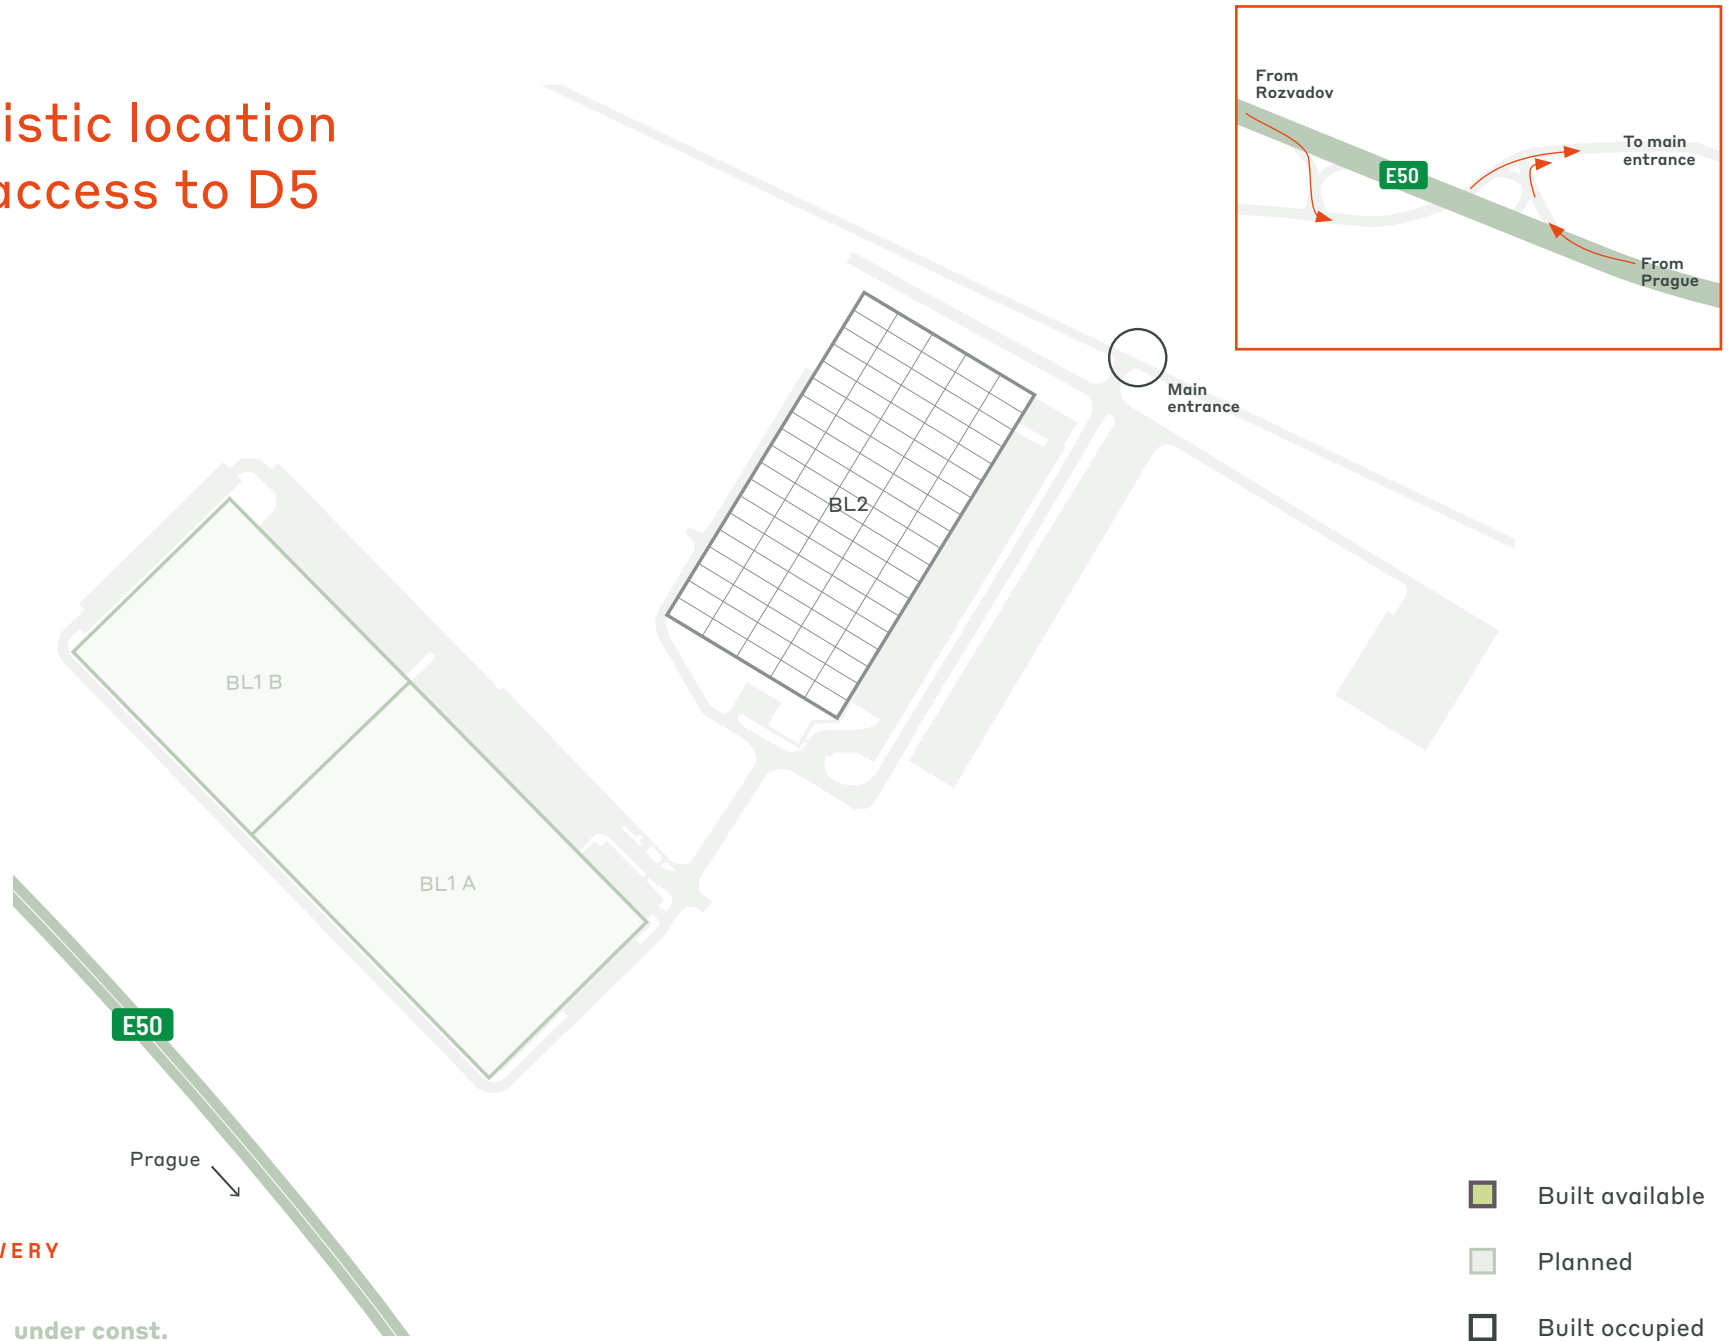 istic location
access to D5
From
Rozvadov
To main
entrance
E50
From
Prague
Main
entrance
BL2
BL1 B
BL1 A
E50
Prague
VERY
under const.
Built available
Planned
Built occupied